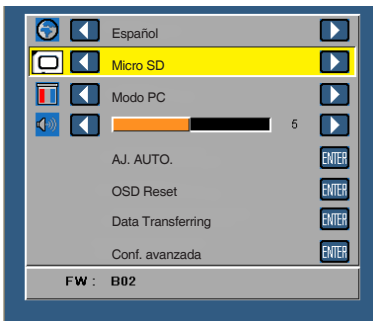 Español
Micro SD
Modo PC
5
AJ. AUTO. ENTER
OSD Reset ENTER
Data Transferring ENTER
Conf. avanzada ENTER
FW : B02